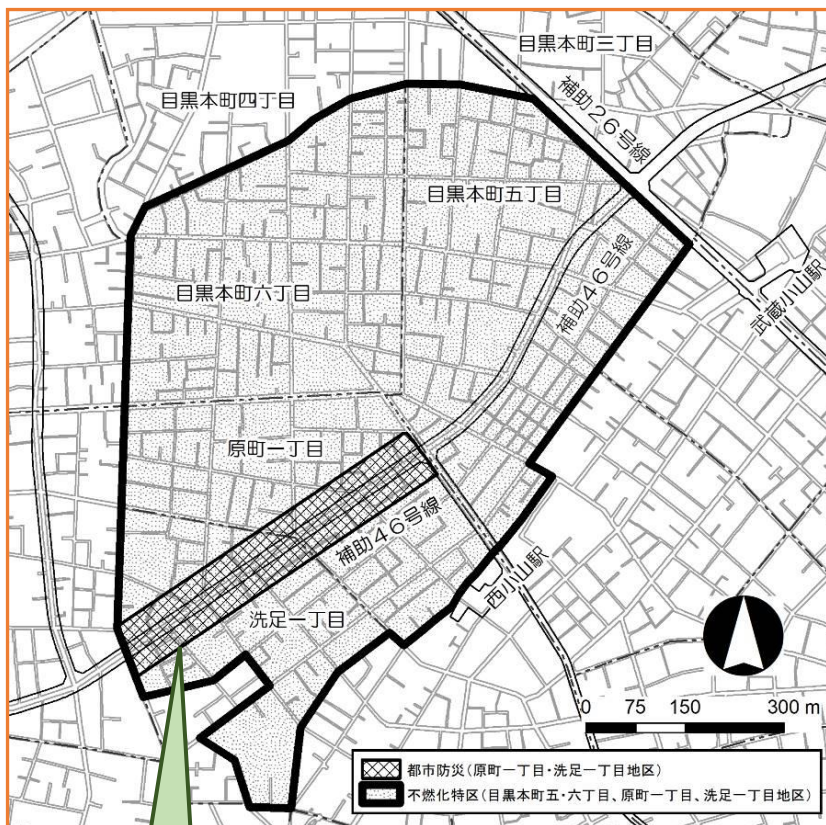 目黒本町三丁目
目黒本町四丁目
補助26号線
目黒本町五丁目
補助46号線
目黒本町六丁目
武蔵小山駅
原町一丁目
補助46号線
西小山駅
洗足一丁目
0 75 150 300 m
都市防災(原町一丁目・洗足一丁目地区)
不燃化特区(目黒本町五・六丁目、原町一丁目、洗足一丁目地区)